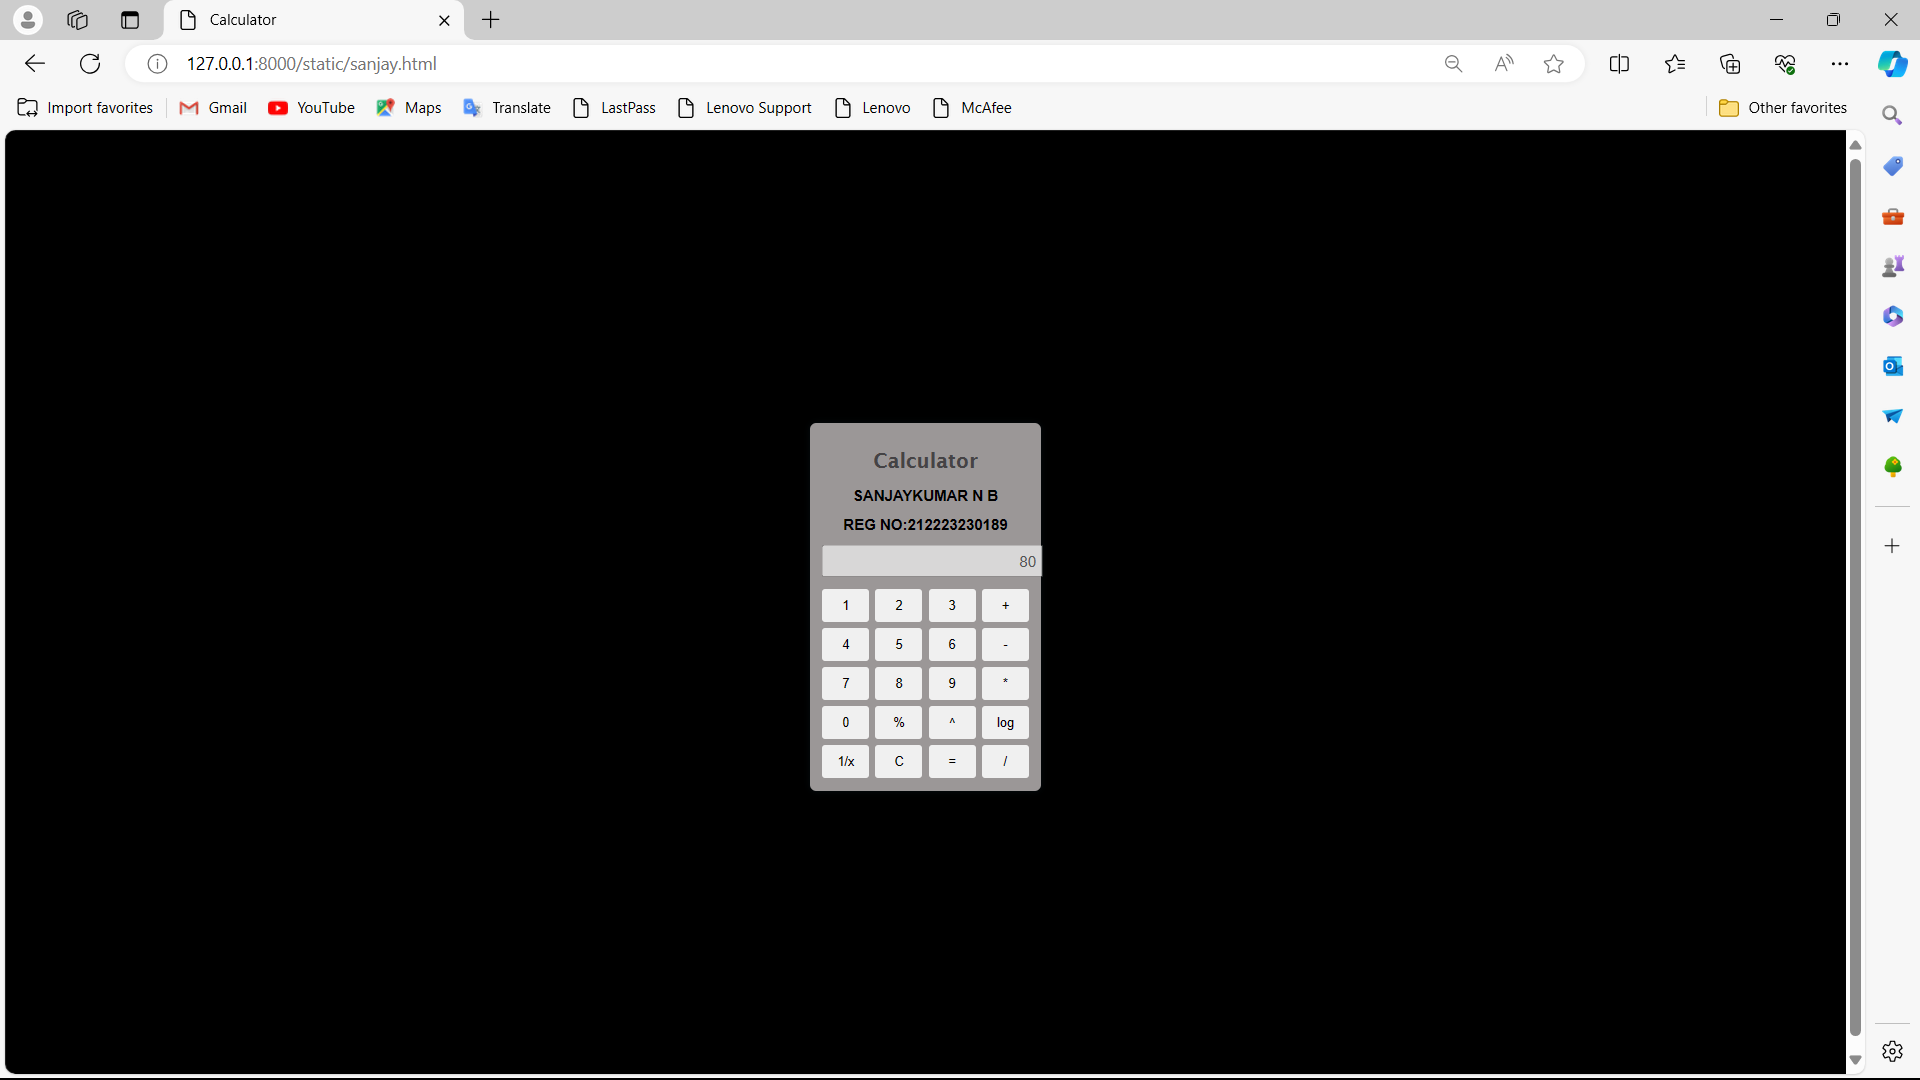 Calculator
127.0.0.1:8000/static/sanjay.html
Import favorites Gmail YouTube Maps Translate LastPass Lenovo Support Lenovo McAfee Other favorites
Calculator
SANJAYKUMAR N B
REG NO:212223230189
80
1 2 3 +
4 5 6 -
7 8 9 *
0 % ^ log
1/x C = /